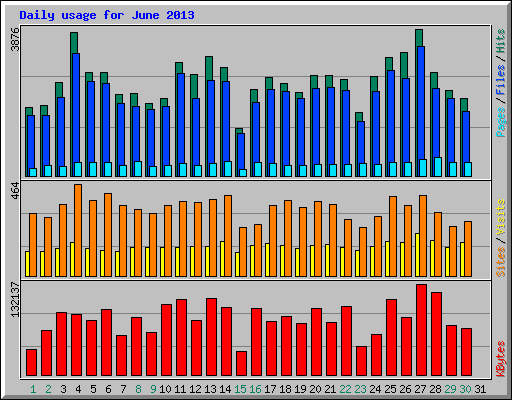 Daily usage for June 2013
3876
Pages / Files / Hits
464
Sites / Visits
132137
KBytes
1 2 3 4 5 6 7 8 9 10 11 12 13 14 15 16 17 18 19 20 21 22 23 24 25 26 27 28 29 30 31